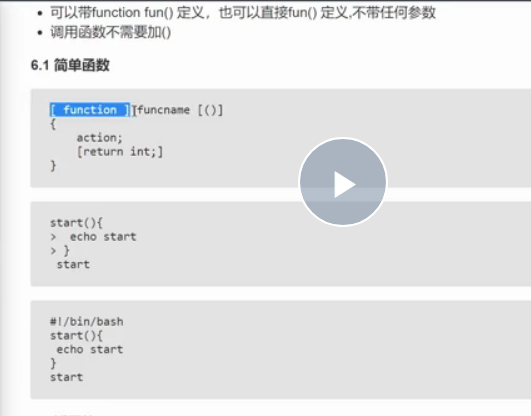 可以带function fun() 定义，也可以直接fun() 定义,不带任何参数
调用函数不需要加()
6.1 简单函数
[ function ] funcname [()]
{
    action;
    [return int;]
}
start(){
>  echo start
> }
 start
#!/bin/bash
start(){
 echo start
}
start